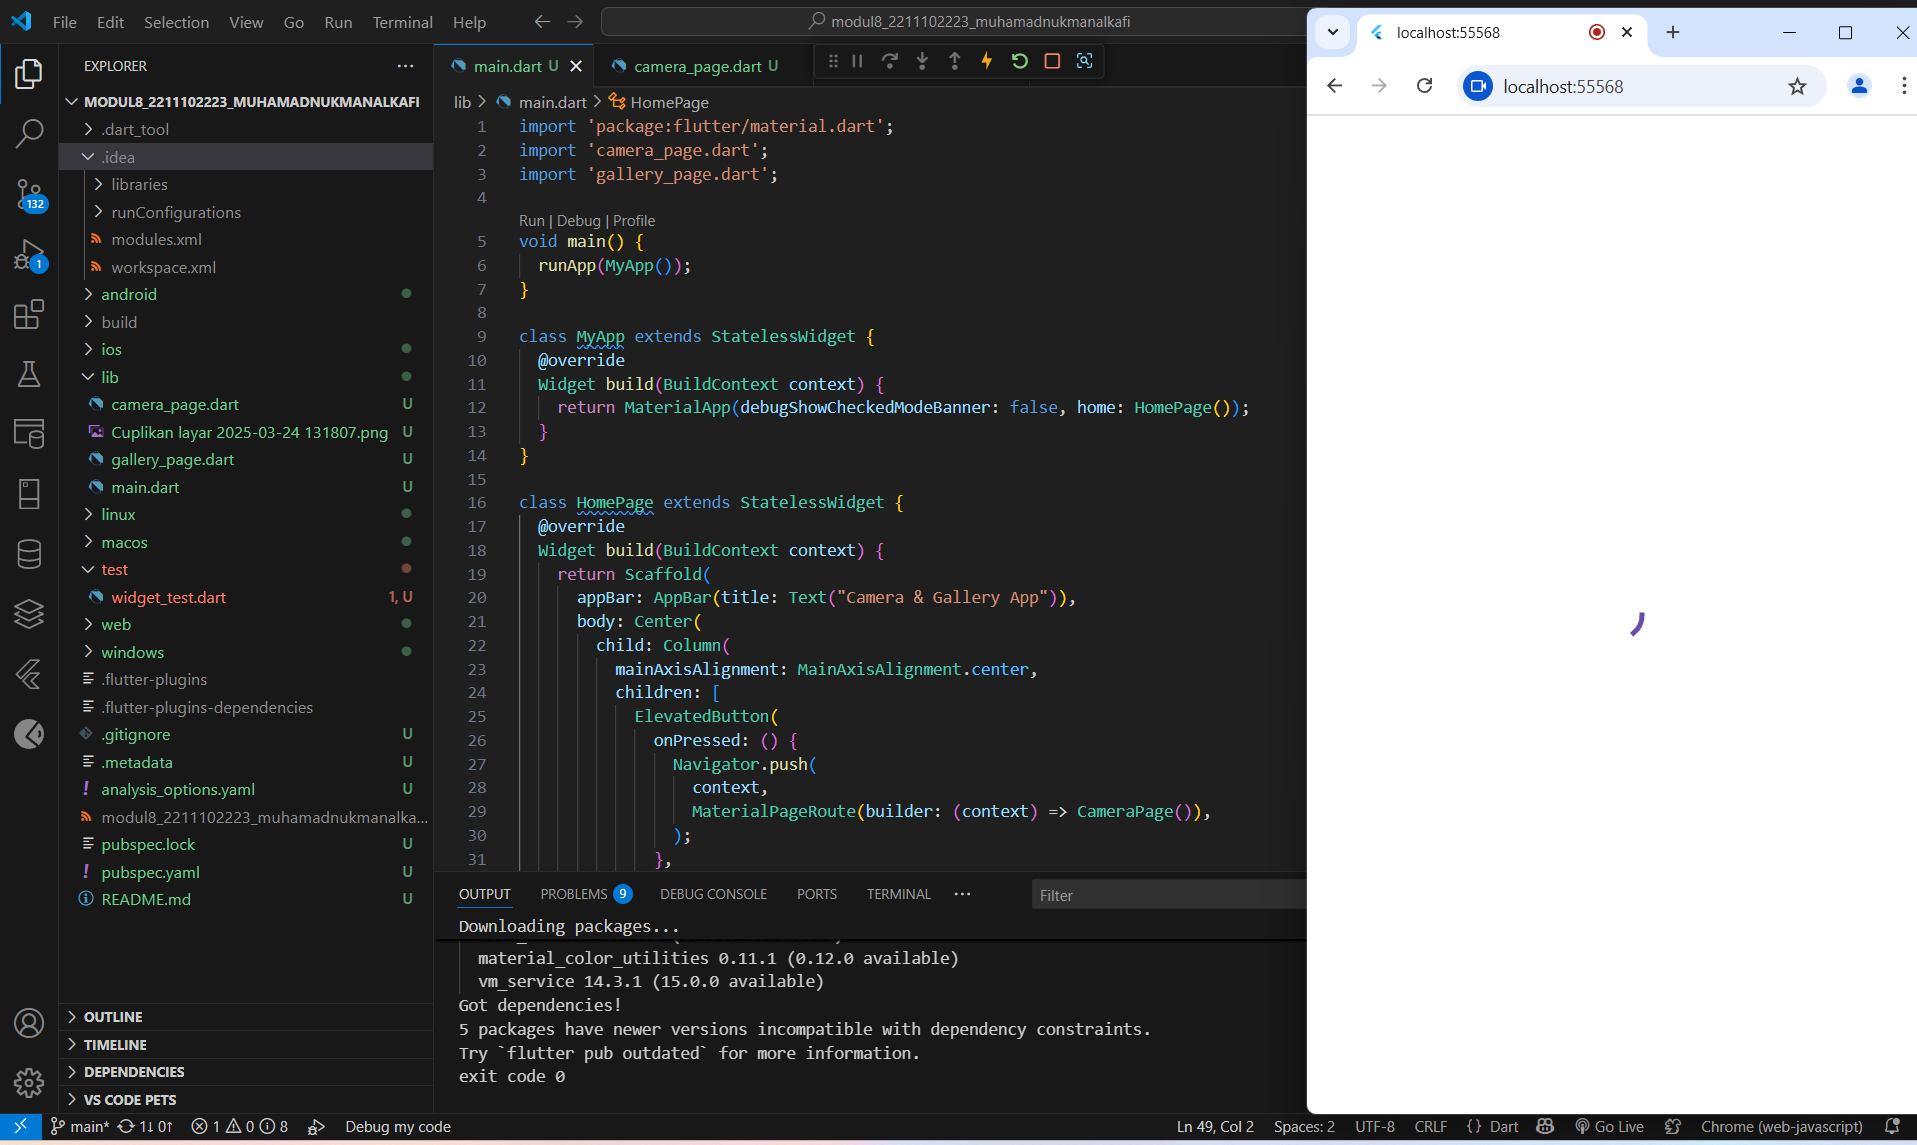 File Edit Selection View Go Run Terminal Help
modul8_2211102223_muhamadnukmanalkafi
EXPLORER
MODUL8_2211102223_MUHAMADNUKMANALKAFI
.dart_tool
.idea
libraries
runConfigurations
modules.xml
workspace.xml
android
build
ios
lib
camera_page.dart U
Cuplikan layar 2025-03-24 131807.png U
gallery_page.dart U
main.dart U
linux
macos
test
widget_test.dart 1, U
web
windows
.flutter-plugins
.flutter-plugins-dependencies
.gitignore U
.metadata U
analysis_options.yaml U
modul8_2211102223_muhamadnukmanalka...
pubspec.lock U
pubspec.yaml U
README.md U
OUTLINE
TIMELINE
DEPENDENCIES
VS CODE PETS
132
1
main.dart U
camera_page.dart U
lib > main.dart > HomePage
1 import 'package:flutter/material.dart';
2 import 'camera_page.dart';
3 import 'gallery_page.dart';
4
Run | Debug | Profile
5 void main() {
6 runApp(MyApp());
7 }
8
9 class MyApp extends StatelessWidget {
10 @override
11 Widget build(BuildContext context) {
12 return MaterialApp(debugShowCheckedModeBanner: false, home: HomePage());
13 }
14 }
15
16 class HomePage extends StatelessWidget {
17 @override
18 Widget build(BuildContext context) {
19 return Scaffold(
20 appBar: AppBar(title: Text("Camera & Gallery App")),
21 body: Center(
22 child: Column(
23 mainAxisAlignment: MainAxisAlignment.center,
24 children: [
25 ElevatedButton(
26 onPressed: () {
27 Navigator.push(
28 context,
29 MaterialPageRoute(builder: (context) => CameraPage()),
30 );
31 },
OUTPUT PROBLEMS 9 DEBUG CONSOLE PORTS TERMINAL ...
Filter
Downloading packages...
material_color_utilities 0.11.1 (0.12.0 available)
vm_service 14.3.1 (15.0.0 available)
Got dependencies!
5 packages have newer versions incompatible with dependency constraints.
Try `flutter pub outdated` for more information.
exit code 0
localhost:55568
localhost:55568
main* 1↓ 0↑ 1 0 8 Debug my code Ln 49, Col 2 Spaces: 2 UTF-8 CRLF {} Dart Go Live Chrome (web-javascript)